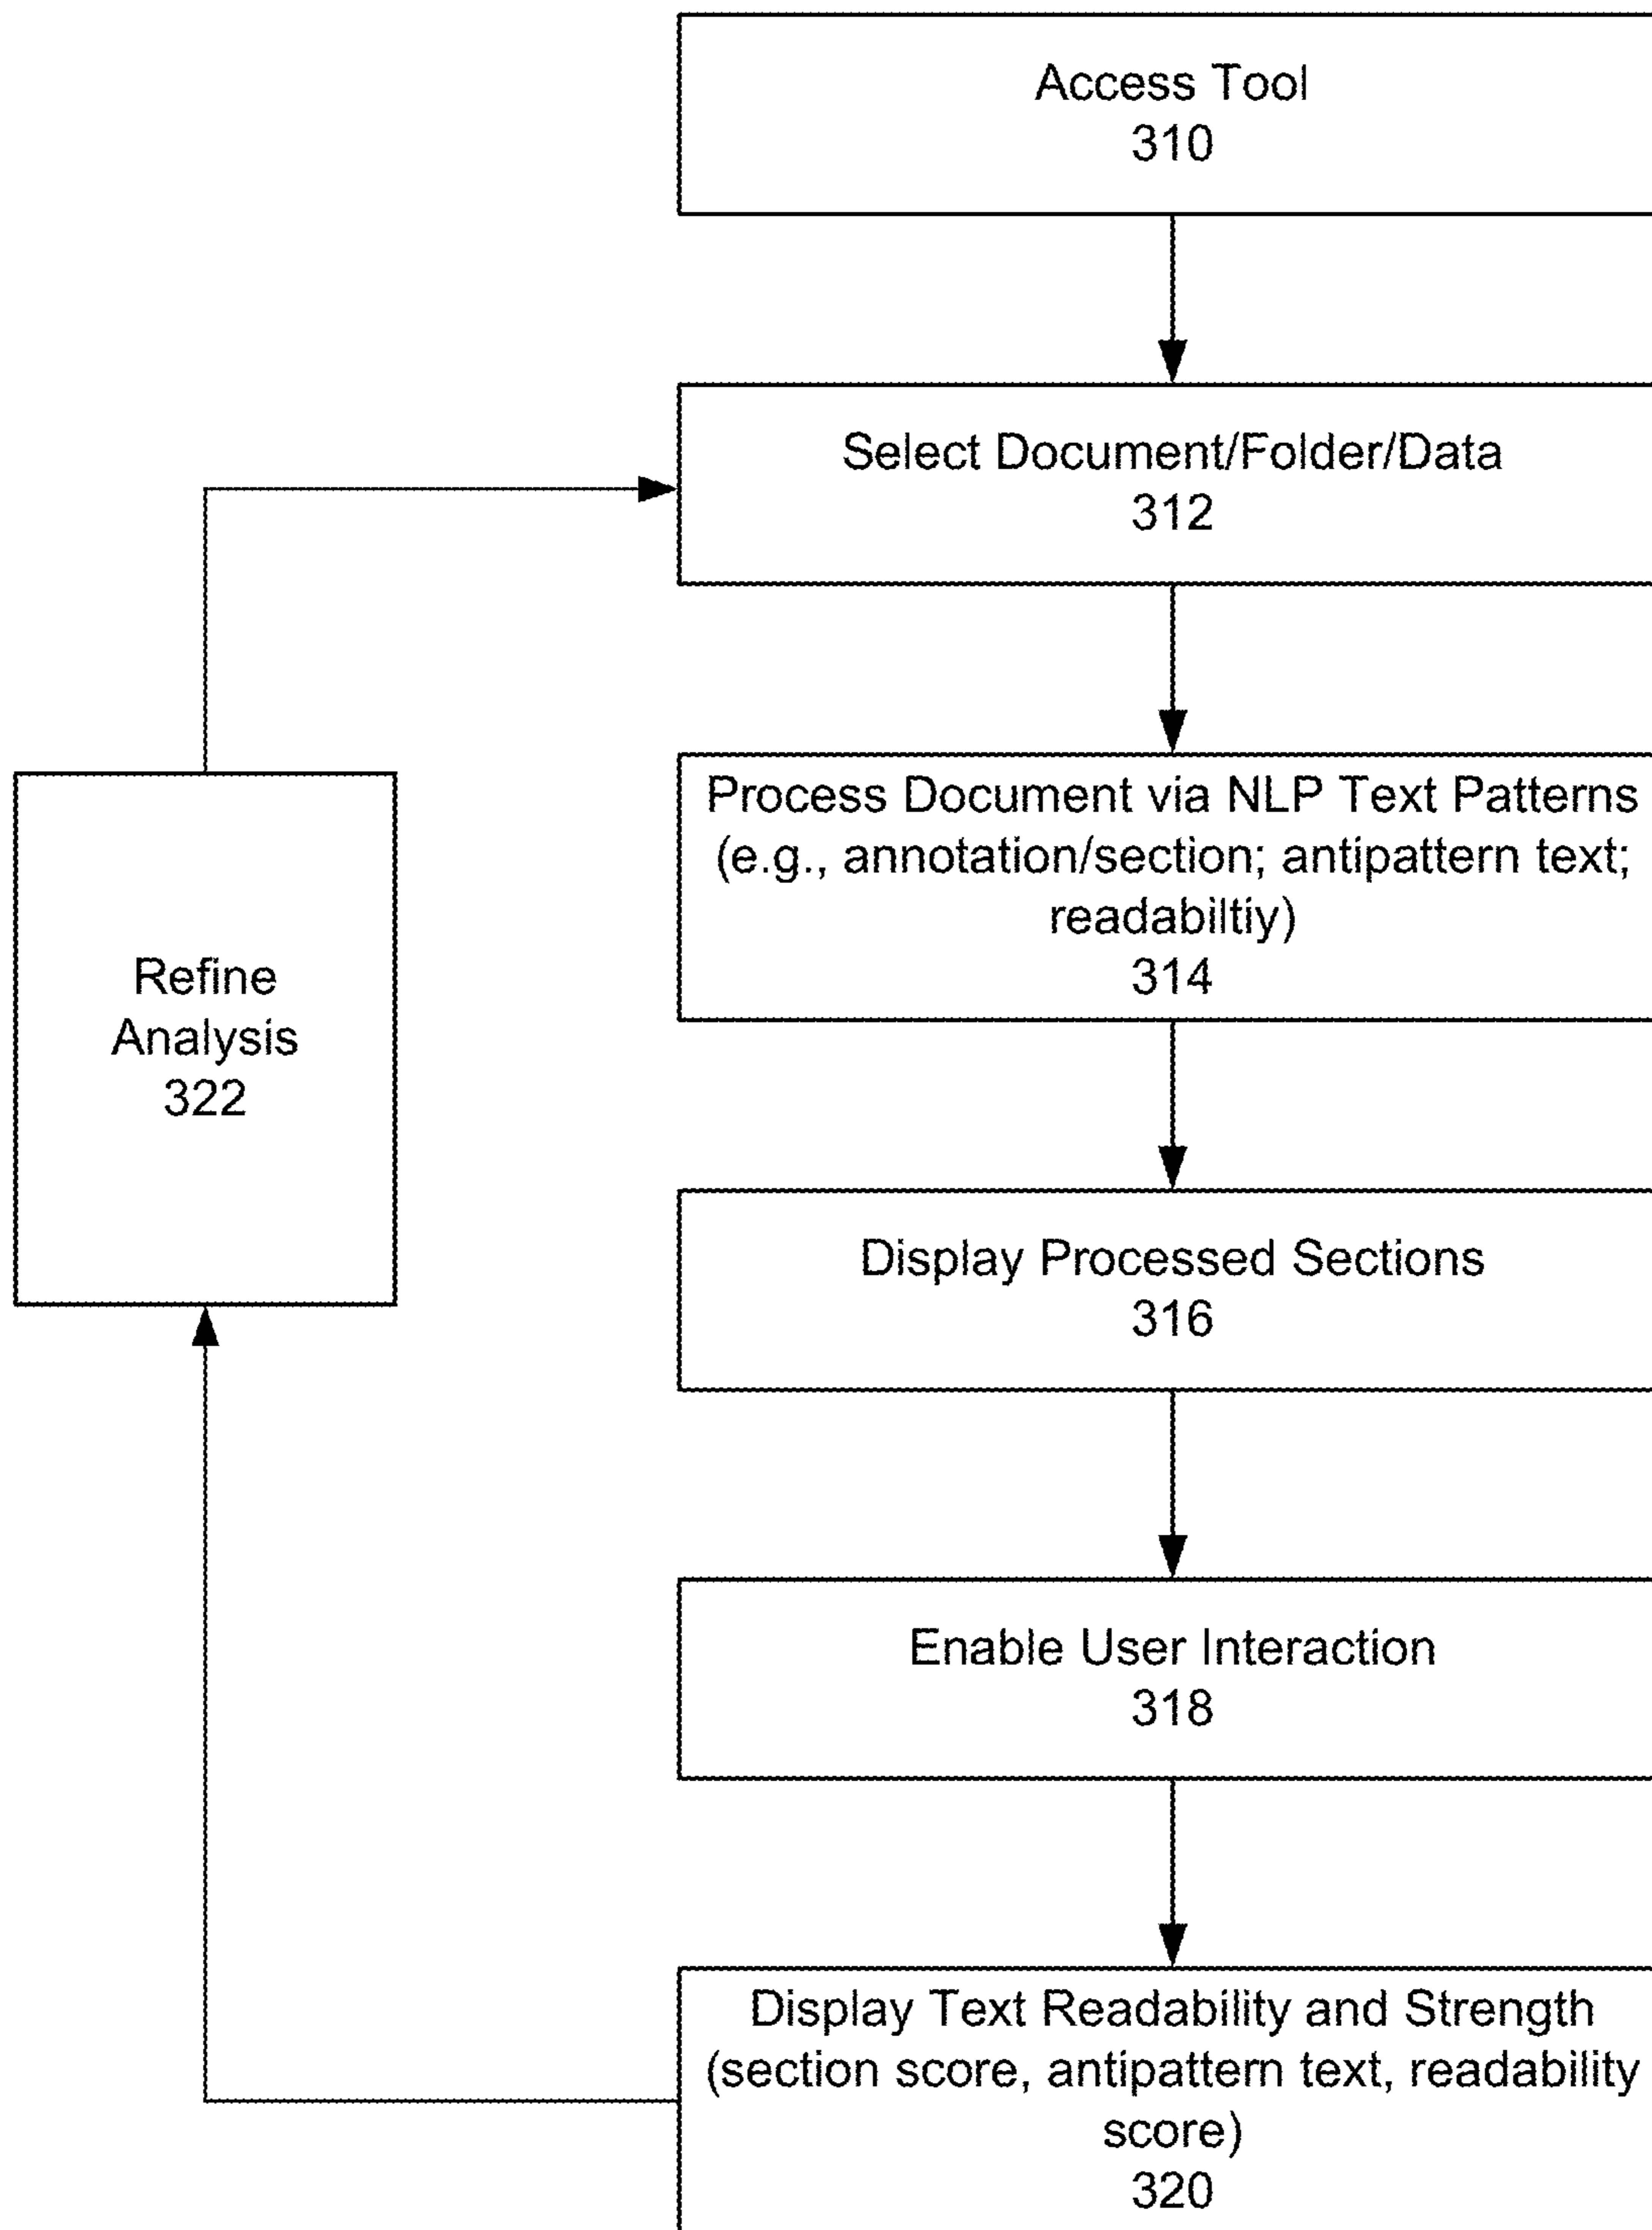 Access Tool
310
Select Document/Folder/Data
312
Process Document via NLP Text Patterns
(e.g., annotation/section; antipattern text;
readabiltiy)
314
Refine
Analysis
322
Display Processed Sections
316
Enable User Interaction
318
Display Text Readability and Strength
(section score, antipattern text, readability
score)
320